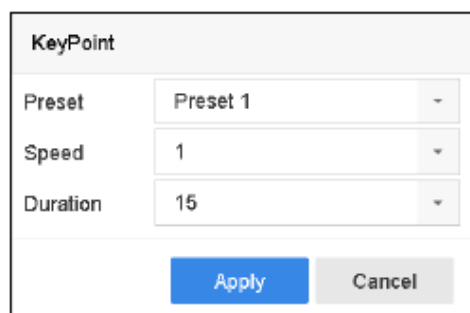 KeyPoint
Preset Preset 1
Speed 1
Duration 15
Apply Cancel